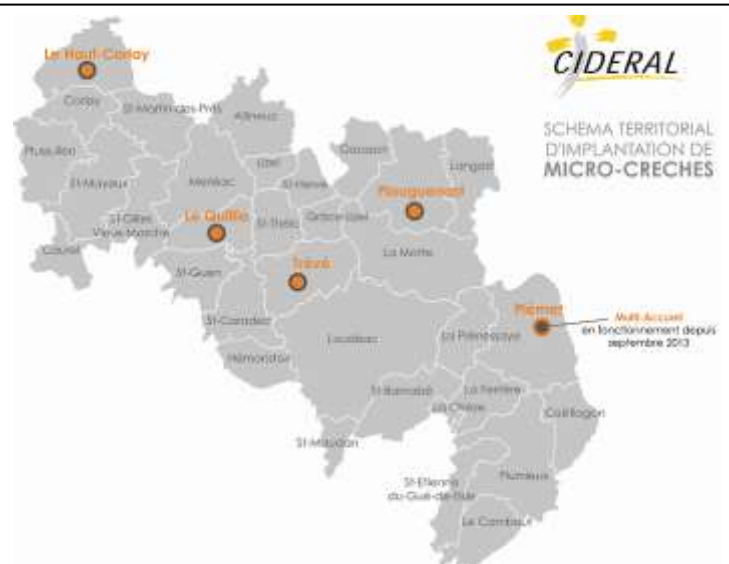 CIDERAL
SCHEMA TERRITORIAL
D'IMPLANTATION DE
MICRO-CRECHES
Le Haut-Corlay
Corlay
St-Martin-des-Prés
Allineuc
Plussulien
St-Mayeux
Merléac
Uzel
St-Hervé
Gausson
Langast
Plouguenast
St-Gilles
Vieux-Marché
Le Quillio
St-Thélo
Grâce-Uzel
Caurel
St-Guen
Trévé
La Motte
St-Caradec
Hémonstoir
Loudéac
La Prénessaye
Plémet
Multi Accueil
en fonctionnement depuis
septembre 2013
St-Barnabé
La Ferrière
La Chèze
Coëtlogon
St-Maudan
St-Etienne
du-Gué-de-l'Isle
Plumieux
Le Cambout